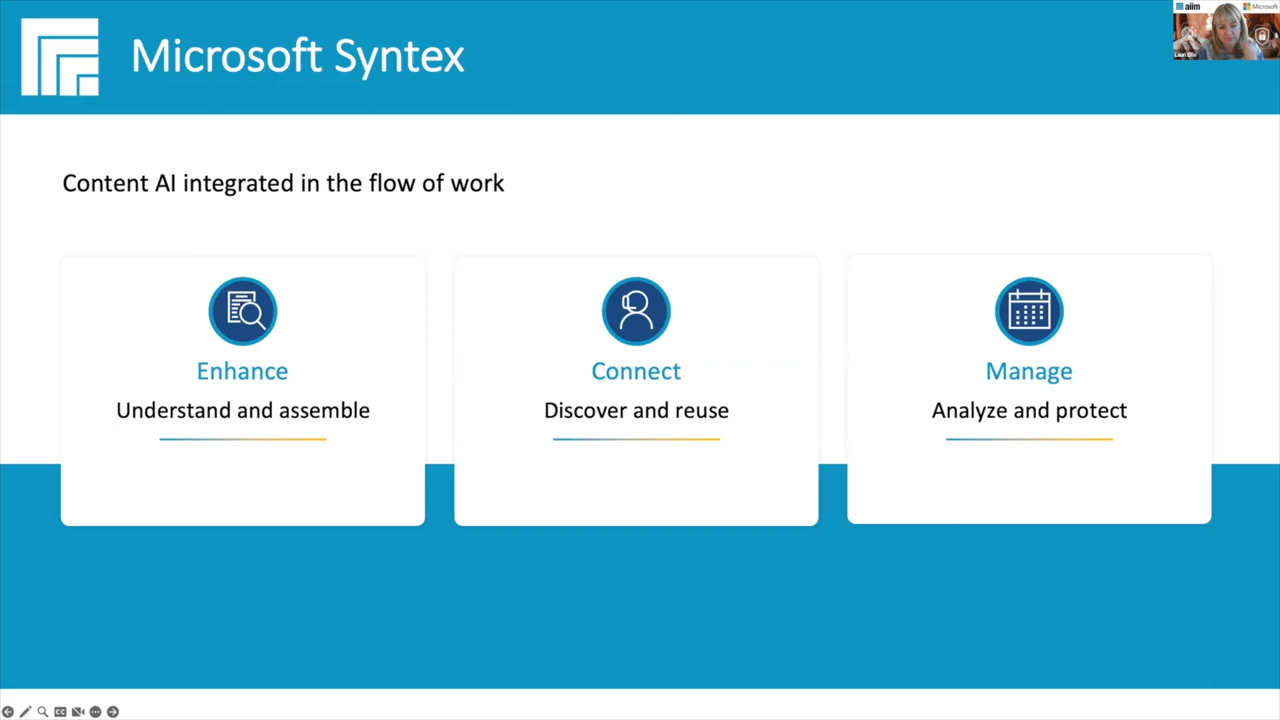 Microsoft Syntex
aiim
Microsoft
Content AI integrated in the flow of work
Enhance
Understand and assemble
Connect
Discover and reuse
Manage
Analyze and protect
CC